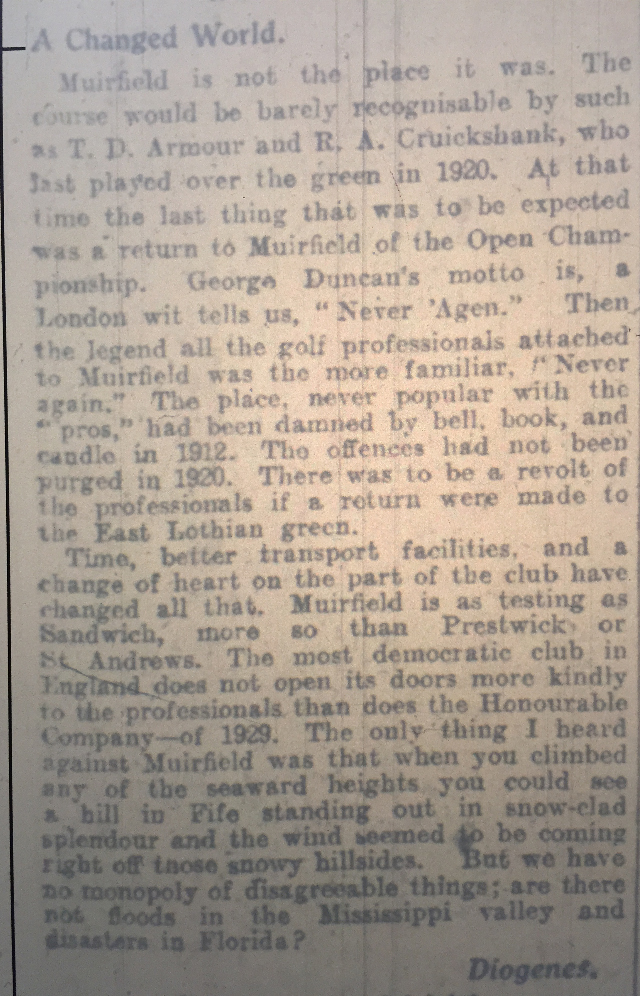 A Changed World.
Muirfield is not the place it was. The
course would be barely recognisable by such
as T. D. Armour and R. A. Cruickshank, who
last played over the green in 1920. At that
time the last thing that was to be expected
was a return to Muirfield of the Open Cham-
pionship. George Duncan's motto is, a
London wit tells us, "Never 'Agen." Then
the legend all the golf professionals attached
to Muirfield was the more familiar, "Never
again." The place, never popular with the
"pros," had been damned by bell, book, and
candle in 1912. The offences had not been
purged in 1920. There was to be a revolt of
the professionals if a return were made to
the East Lothian green.
Time, better transport facilities, and a
change of heart on the part of the club have
changed all that. Muirfield is as testing as
Sandwich, more so than Prestwick or
St. Andrews. The most democratic club in
England does not open its doors more kindly
to the professionals than does the Honourable
Company—of 1929. The only thing I heard
against Muirfield was that when you climbed
any of the seaward heights you could see
a hill in Fife standing out in snow-clad
splendour and the wind seemed to be coming
right off those snowy hillsides. But we have
no monopoly of disagreeable things; are there
not floods in the Mississippi valley and
disasters in Florida?
Diogenes.